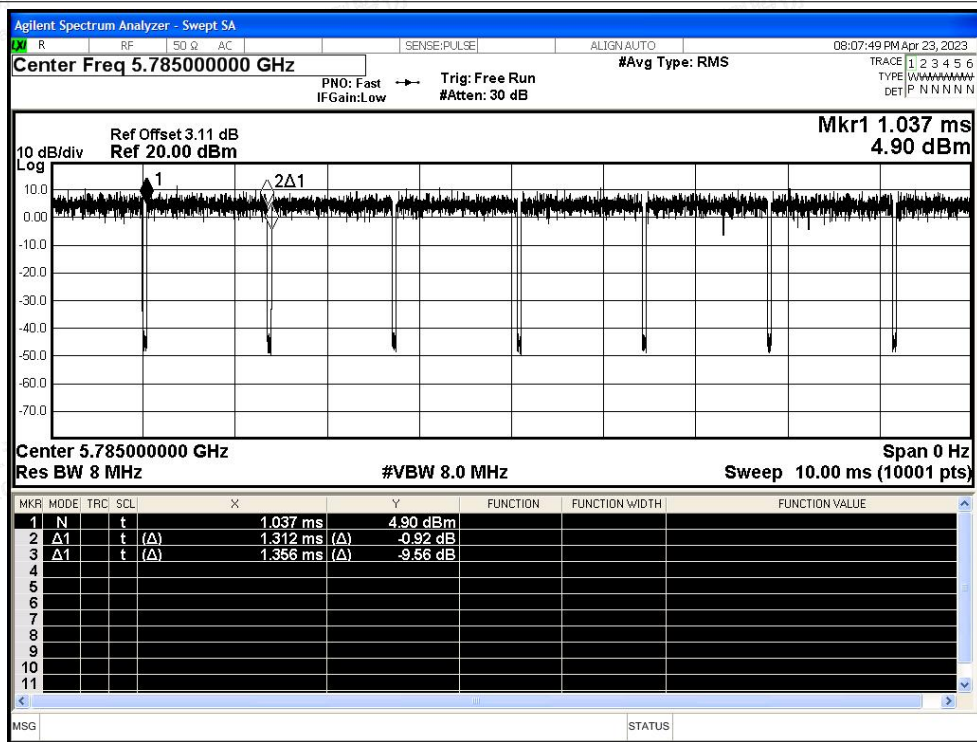 Agilent Spectrum Analyzer - Swept SA
LXI R RF 50 Ω AC SENSE:PULSE ALIGN AUTO 08:07:49 PM Apr 23, 2023
Center Freq 5.785000000 GHz #Avg Type: RMS TRACE 1 2 3 4 5 6
PNO: Fast Trig: Free Run TYPE WWWWWW
IFGain:Low #Atten: 30 dB DET P N N N N N
Mkr1 1.037 ms
4.90 dBm
Ref Offset 3.11 dB
10 dB/div Ref 20.00 dBm
Log
1 2Δ1
10.0
0.00
-10.0
-20.0
-30.0
-40.0
-50.0
-60.0
-70.0
Center 5.785000000 GHz Span 0 Hz
Res BW 8 MHz #VBW 8.0 MHz Sweep 10.00 ms (10001 pts)
MKR MODE TRC SCL X Y FUNCTION FUNCTION WIDTH FUNCTION VALUE
1 N t 1.037 ms 4.90 dBm
2 Δ1 t (Δ) 1.312 ms (Δ) -0.92 dB
3 Δ1 t (Δ) 1.356 ms (Δ) -9.56 dB
4
5
6
7
8
9
10
11
MSG STATUS